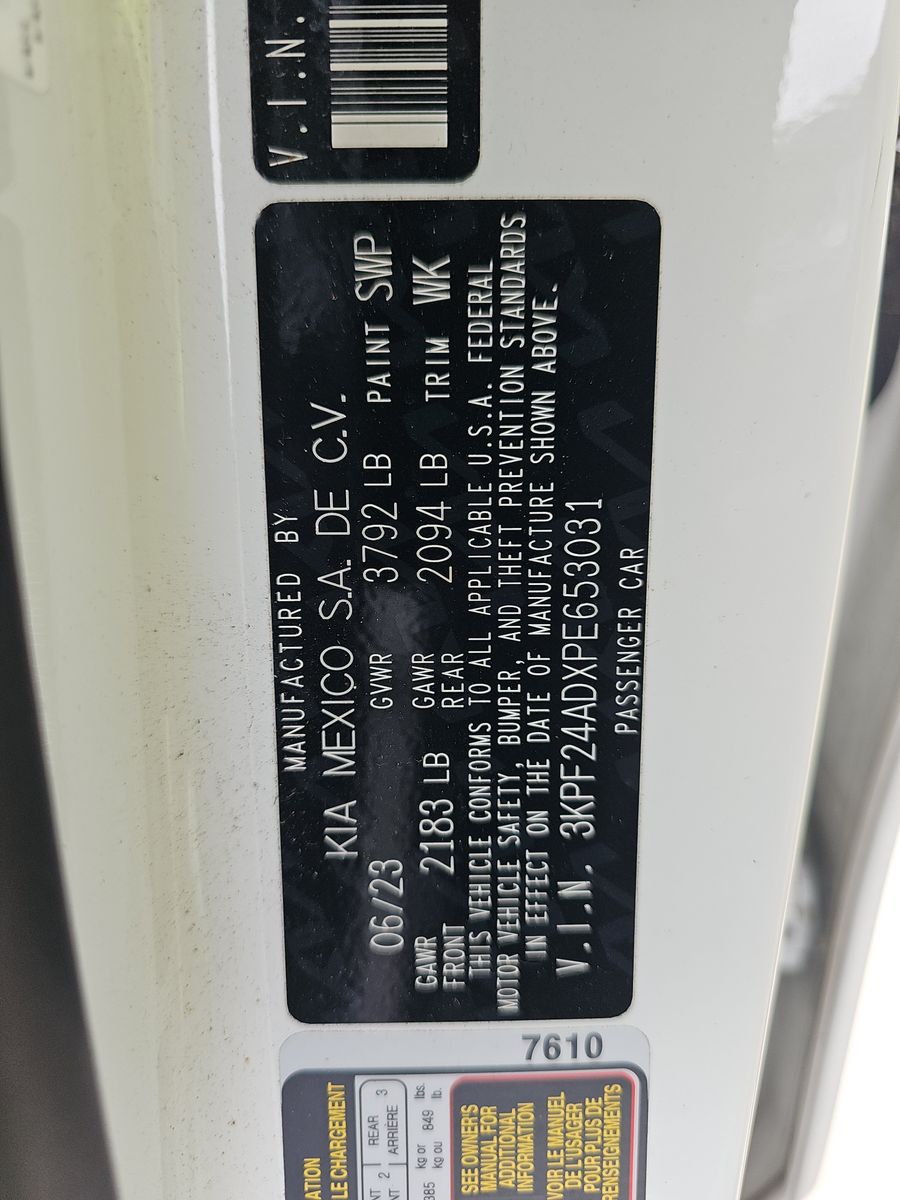 V.I.N.
MANUFACTURED BY
KIA MEXICO S.A. DE C.V.
06/23 GVWR 3792 LB PAINT SWP
GAWR FRONT 2183 LB GAWR REAR 2094 LB TRIM WK
THIS VEHICLE CONFORMS TO ALL APPLICABLE U.S.A. FEDERAL
MOTOR VEHICLE SAFETY, BUMPER, AND THEFT PREVENTION STANDARDS
IN EFFECT ON THE DATE OF MANUFACTURE SHOWN ABOVE.
V.I.N. 3KPF24ADXPE653031
PASSENGER CAR
7610
LE CHARGEMENT
2 REAR 3
2 ARRIÈRE
385 kg or 849 lbs.
kg ou lb.
SEE OWNER'S
MANUAL FOR
ADDITIONAL
INFORMATION
VOIR LE MANUEL
DE L'USAGER
POUR PLUS DE
RENSEIGNEMENTS